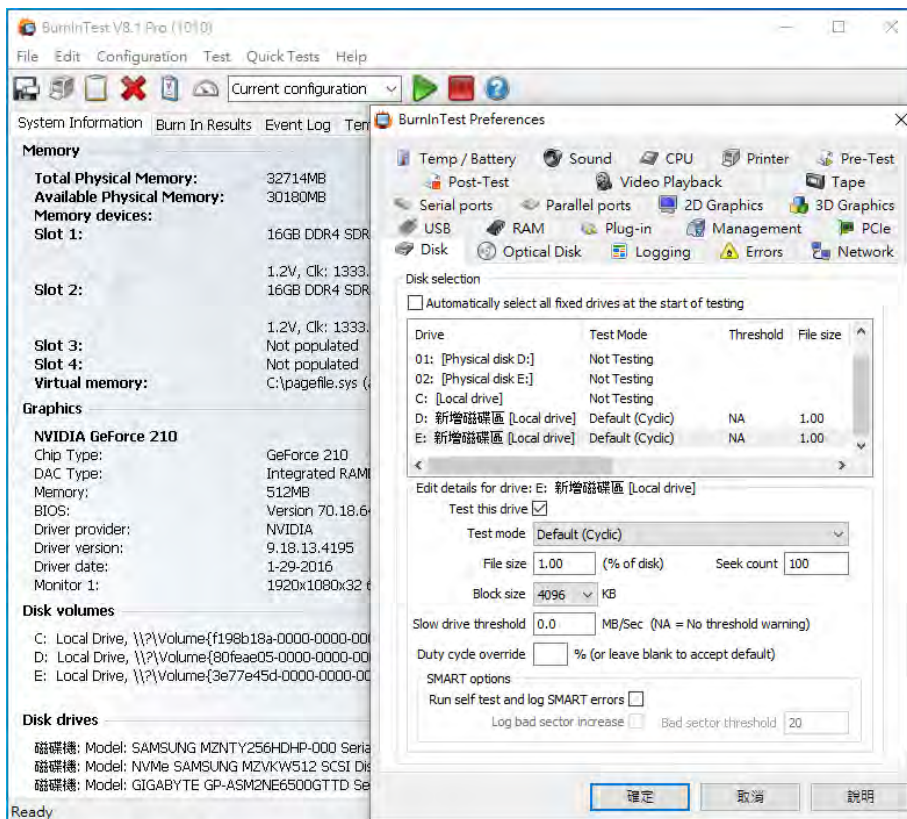 BurnInTest V8.1 Pro (1010)
File Edit Configuration Test Quick Tests Help
Current configuration
System Information Burn In Results Event Log Tem
Memory
Total Physical Memory: 32714MB
Available Physical Memory: 30180MB
Memory devices:
Slot 1: 16GB DDR4 SDR
1.2V, Clk: 1333.
Slot 2: 16GB DDR4 SDR
1.2V, Clk: 1333.
Slot 3: Not populated
Slot 4: Not populated
Virtual memory: C:\pagefile.sys (
Graphics
NVIDIA GeForce 210
Chip Type: GeForce 210
DAC Type: Integrated RAM
Memory: 512MB
BIOS: Version 70.18.6
Driver provider: NVIDIA
Driver version: 9.18.13.4195
Driver date: 1-29-2016
Monitor 1: 1920x1080x32 6
Disk volumes
C: Local Drive, \\?\Volume{f198b18a-0000-0000-00
D: Local Drive, \\?\Volume{80feae05-0000-0000-00
E: Local Drive, \\?\Volume{3e77e45d-0000-0000-00
Disk drives
磁碟機: Model: SAMSUNG MZNTY256HDHP-000 Seria
磁碟機: Model: NVMe SAMSUNG MZVKW512 SCSI Dis
磁碟機: Model: GIGABYTE GP-ASM2NE6500GTTD Se
Ready
BurnInTest Preferences
Temp / Battery Sound CPU Printer Pre-Test
Post-Test Video Playback Tape
Serial ports Parallel ports 2D Graphics 3D Graphics
USB RAM Plug-in Management PCIe
Disk Optical Disk Logging Errors Network
Disk selection
Automatically select all fixed drives at the start of testing
Drive Test Mode Threshold File size
01: [Physical disk D:] Not Testing
02: [Physical disk E:] Not Testing
C: [Local drive] Not Testing
D: 新增磁碟區 [Local drive] Default (Cyclic) NA 1.00
E: 新增磁碟區 [Local drive] Default (Cyclic) NA 1.00
Edit details for drive: E: 新增磁碟區 [Local drive]
Test this drive
Test mode Default (Cyclic)
File size 1.00 (% of disk) Seek count 100
Block size 4096 KB
Slow drive threshold 0.0 MB/Sec (NA = No threshold warning)
Duty cycle override % (or leave blank to accept default)
SMART options
Run self test and log SMART errors
Log bad sector increase Bad sector threshold 20
確定 取消 說明